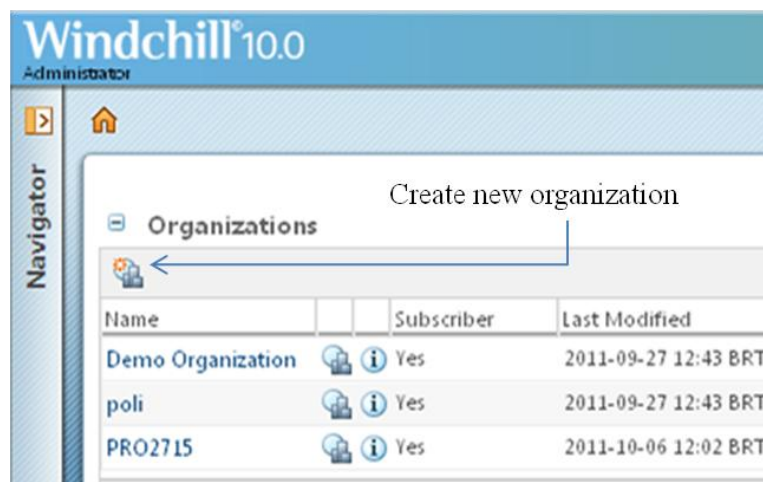 Windchill® 10.0
Administrator
Navigator
Create new organization
Organizations
Name Subscriber Last Modified
Demo Organization Yes 2011-09-27 12:43 BRT
poli Yes 2011-09-27 12:43 BRT
PRO2715 Yes 2011-10-06 12:02 BRT